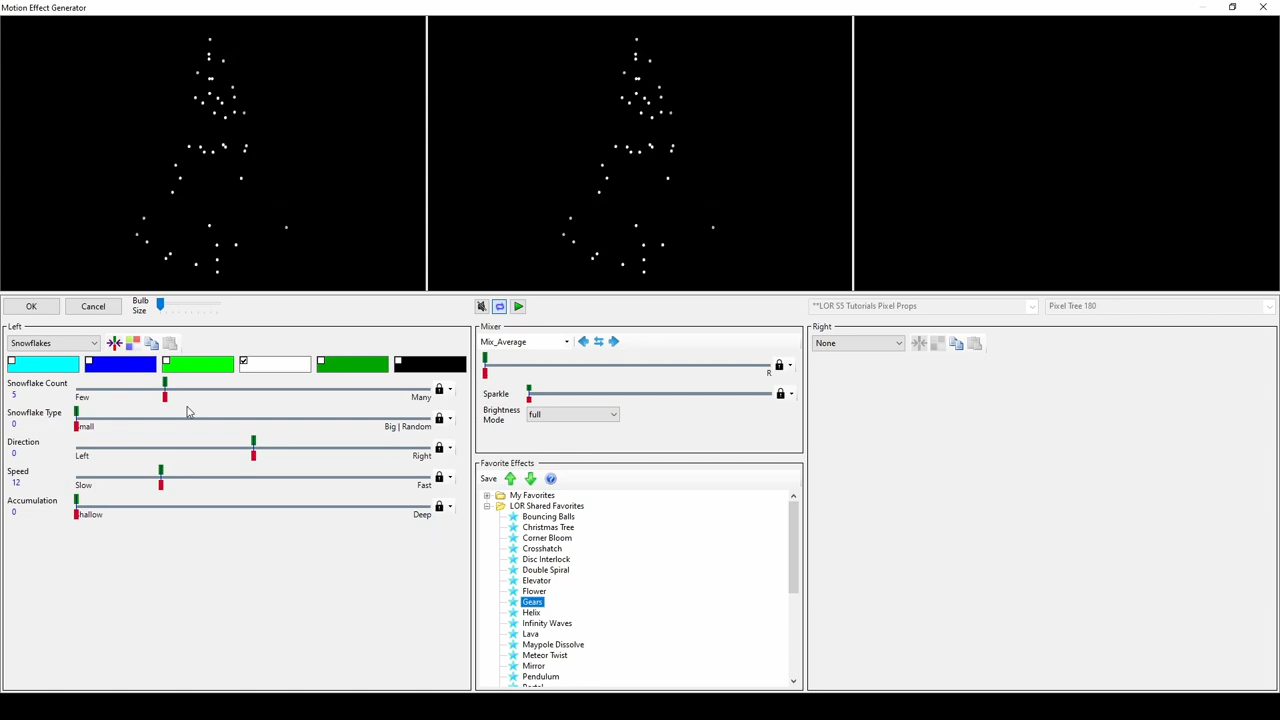 Motion Effect Generator
OK
Cancel
Bulb
Size
**LOR S5 Tutorials Pixel Props
Pixel Tree 180
Left
Snowflakes
Snowflake Count
5
Few
Many
Snowflake Type
0
mall
Big | Random
Direction
0
Left
Right
Speed
12
Slow
Fast
Accumulation
0
hallow
Deep
Mixer
Mix_Average
R
Sparkle
Brightness
Mode
full
Favorite Effects
Save
My Favorites
LOR Shared Favorites
Bouncing Balls
Christmas Tree
Corner Bloom
Crosshatch
Disc Interlock
Double Spiral
Elevator
Flower
Gears
Helix
Infinity Waves
Lava
Maypole Dissolve
Meteor Twist
Mirror
Pendulum
Right
None